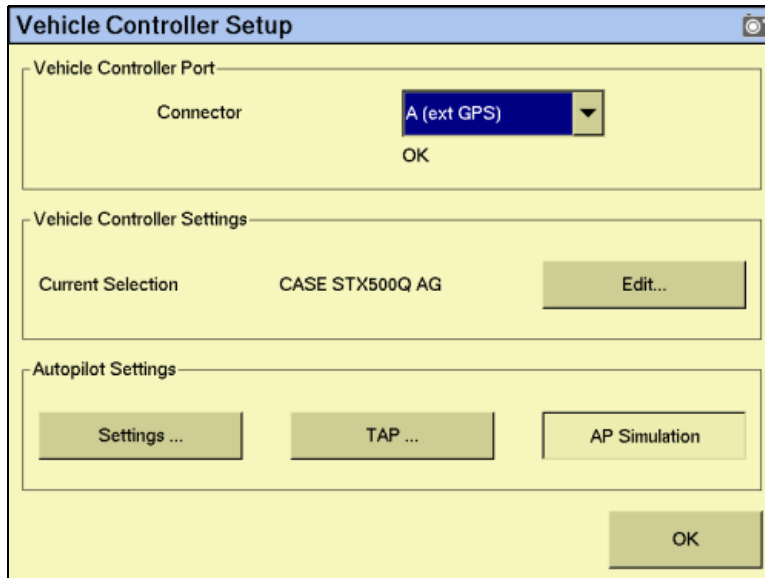 Vehicle Controller Setup
Vehicle Controller Port
Connector A (ext GPS)
OK
Vehicle Controller Settings
Current Selection CASE STX500Q AG Edit...
Autopilot Settings
Settings ... TAP ... AP Simulation
OK